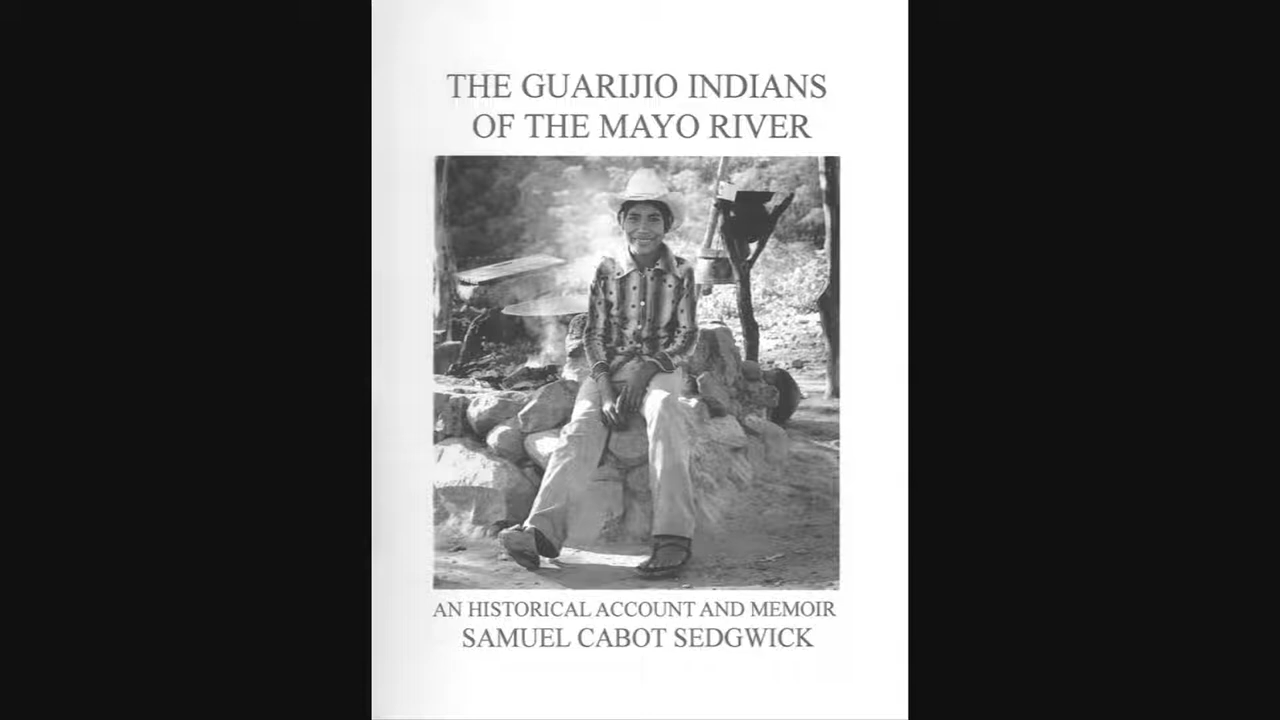 THE GUARIJIO INDIANS
OF THE MAYO RIVER
AN HISTORICAL ACCOUNT AND MEMOIR
SAMUEL CABOT SEDGWICK